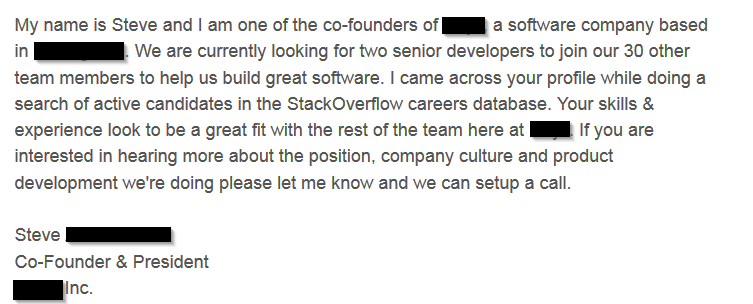 My name is Steve and I am one of the co-founders of a software company based
in . We are currently looking for two senior developers to join our 30 other
team members to help us build great software. I came across your profile while doing a
search of active candidates in the StackOverflow careers database. Your skills &
experience look to be a great fit with the rest of the team here at . If you are
interested in hearing more about the position, company culture and product
development we're doing please let me know and we can setup a call.
Steve
Co-Founder & President
Inc.